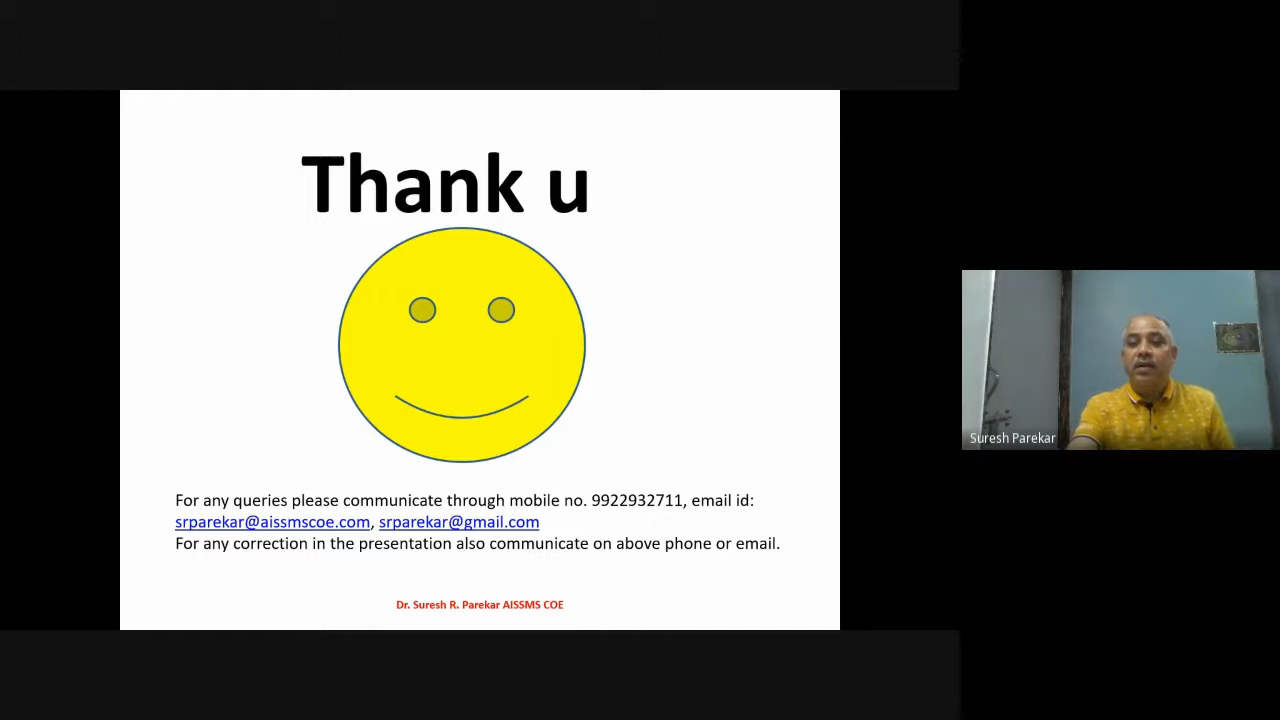 Thank u
For any queries please communicate through mobile no. 9922932711, email id:
srparekar@aissmscoe.com, srparekar@gmail.com
For any correction in the presentation also communicate on above phone or email.
Dr. Suresh R. Parekar AISSMS COE
Suresh Parekar